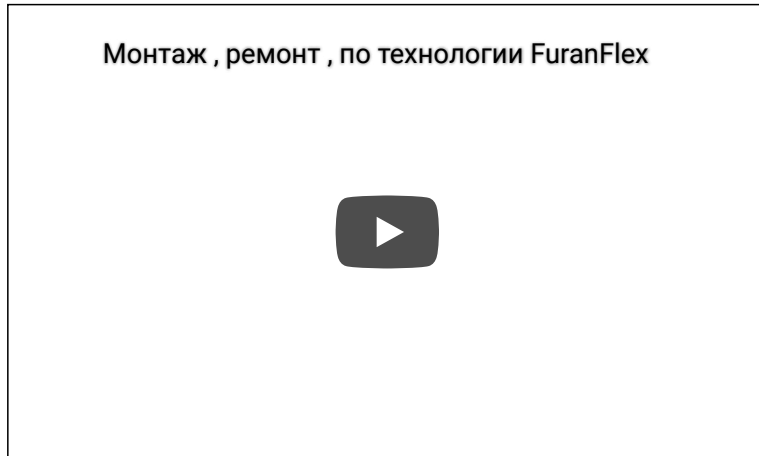 Монтаж , ремонт , по технологии FuranFlex